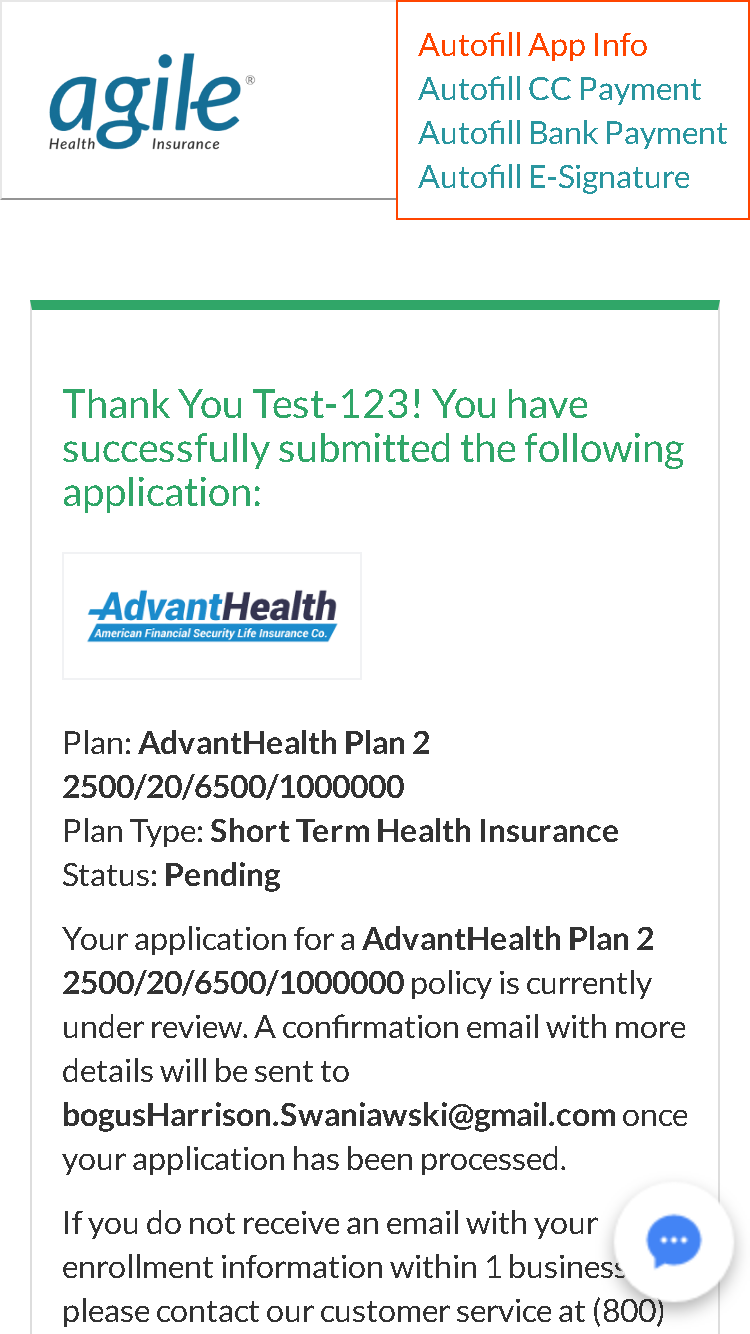 agile®
Health Insurance
Autofill App Info
Autofill CC Payment
Autofill Bank Payment
Autofill E-Signature
Thank You Test-123! You have
successfully submitted the following
application:
AdvantHealth
American Financial Security Life Insurance Co.
Plan: AdvantHealth Plan 2
2500/20/6500/1000000
Plan Type: Short Term Health Insurance
Status: Pending
Your application for a AdvantHealth Plan 2
2500/20/6500/1000000 policy is currently
under review. A confirmation email with more
details will be sent to
bogusHarrison.Swaniawski@gmail.com once
your application has been processed.
If you do not receive an email with your
enrollment information within 1 business
please contact our customer service at (800)